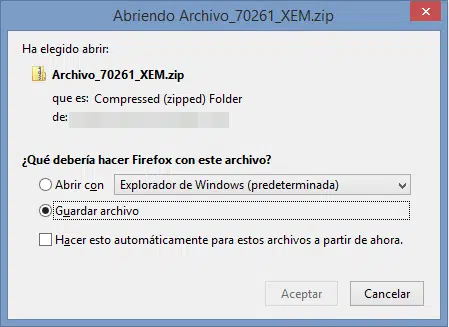 Abriendo Archivo_70261_XEM.zip
Ha elegido abrir:
Archivo_70261_XEM.zip
que es: Compressed (zipped) Folder
de:
¿Qué debería hacer Firefox con este archivo?
Abrir con Explorador de Windows (predeterminada)
Guardar archivo
Hacer esto automáticamente para estos archivos a partir de ahora.
Aceptar Cancelar